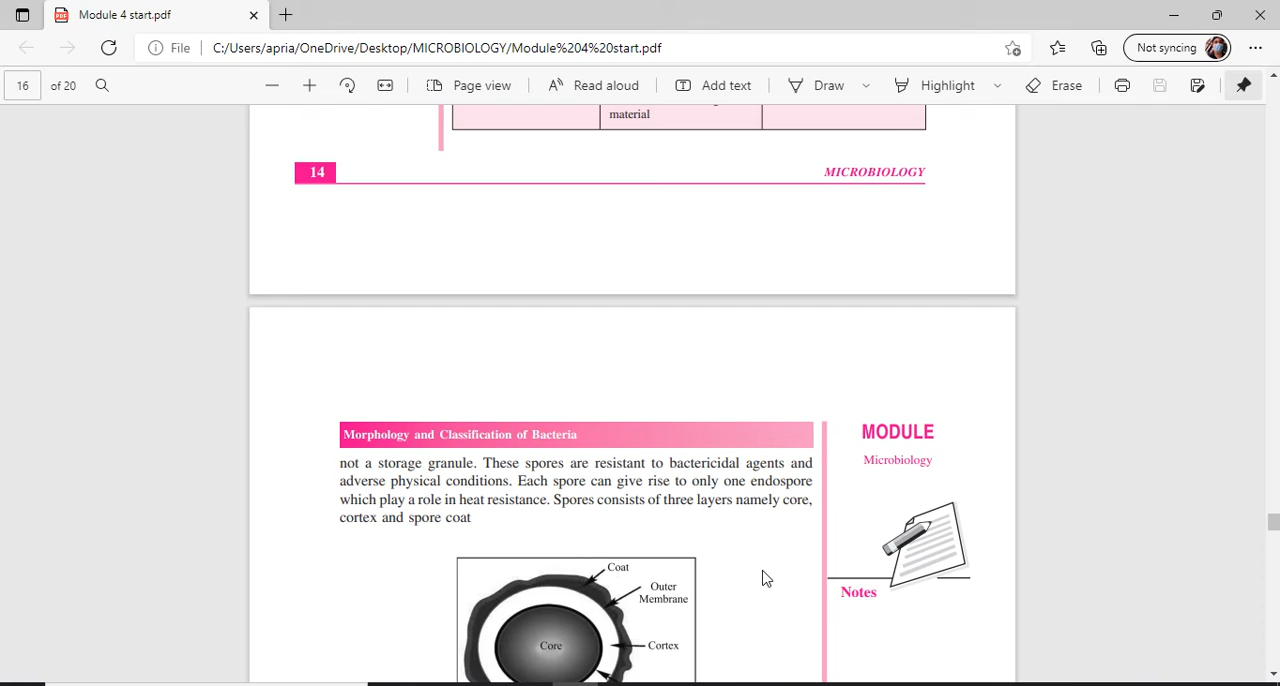 Module 4 start.pdf
File
C:/Users/apria/OneDrive/Desktop/MICROBIOLOGY/Module%204%20start.pdf
Not syncing
16 of 20
Page view
Read aloud
Add text
Draw
Highlight
Erase
material
14
MICROBIOLOGY
Morphology and Classification of Bacteria
MODULE
Microbiology
not a storage granule. These spores are resistant to bactericidal agents and
adverse physical conditions. Each spore can give rise to only one endospore
which play a role in heat resistance. Spores consists of three layers namely core,
cortex and spore coat
Notes
Coat
Outer
Membrane
Core
Cortex